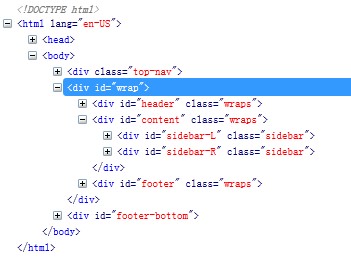 <!DOCTYPE html>
<html lang="en-US">
<head>
<body>
<div class="top-nav">
<div id="wrap">
<div id="header" class="wraps">
<div id="content" class="wraps">
<div id="sidebar-L" class="sidebar">
<div id="sidebar-R" class="sidebar">
</div>
<div id="footer" class="wraps">
</div>
<div id="footer-bottom">
</body>
</html>